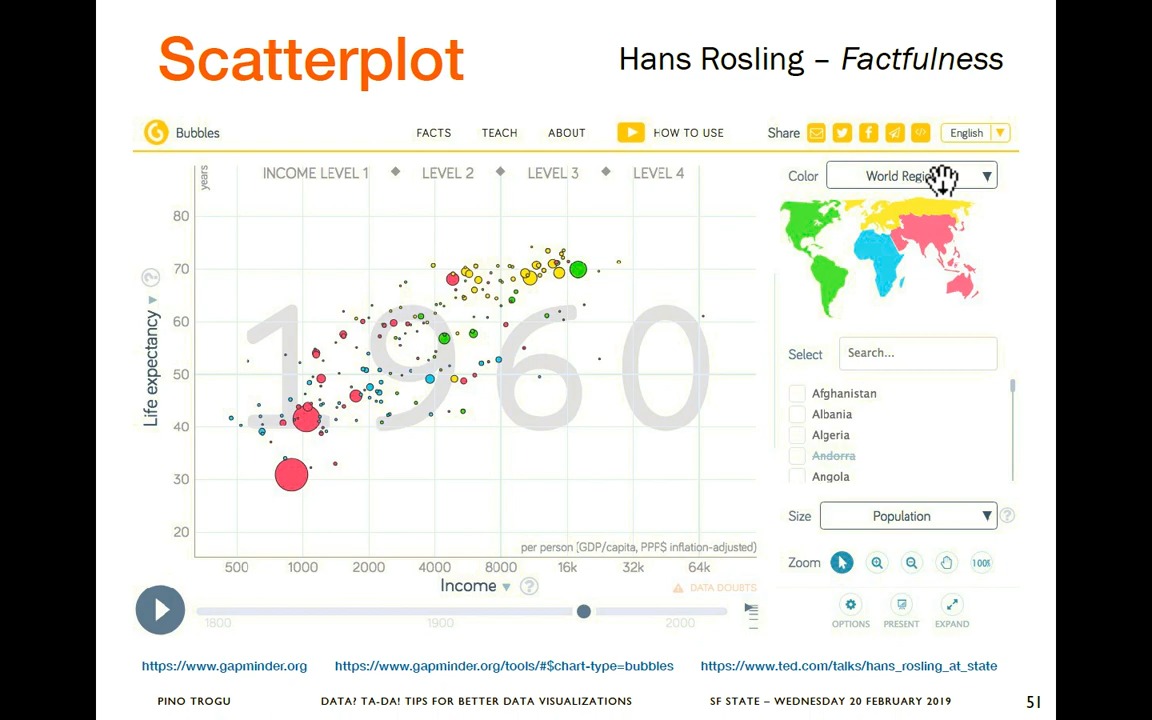 Scatterplot
Hans Rosling – Factfulness
Bubbles
FACTS TEACH ABOUT HOW TO USE Share English
years
INCOME LEVEL 1 LEVEL 2 LEVEL 3 LEVEL 4
Color World Regi
80
70
60
50
40
30
20
Life expectancy
?
1960
per person (GDP/capita, PPP$ inflation-adjusted)
500 1000 2000 4000 8000 16k 32k 64k
Income ?
DATA DOUBTS
1800 1900 2000
Select Search...
Afghanistan
Albania
Algeria
Andorra
Angola
Size Population ?
Zoom 100%
OPTIONS PRESENT EXPAND
https://www.gapminder.org https://www.gapminder.org/tools/#$chart-type=bubbles https://www.ted.com/talks/hans_rosling_at_state
PINO TROGU DATA? TA-DA! TIPS FOR BETTER DATA VISUALIZATIONS SF STATE – WEDNESDAY 20 FEBRUARY 2019 51